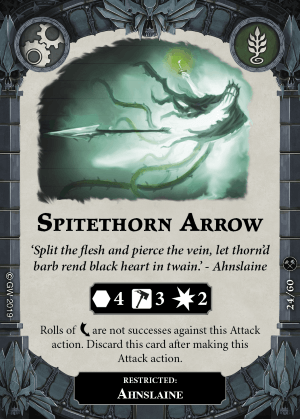 SPITETHORN ARROW
‘Split the flesh and pierce the vein, let thorn’d
barb rend black heart in twain.’ - Ahnslaine
4 3 2
Rolls of are not successes against this Attack
action. Discard this card after making this
Attack action.
RESTRICTED:
AHNSLAINE
©GW 2019
24/60